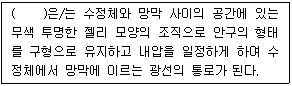 (    )은/는 수정체와 망막 사이의 공간에 있는
무색 투명한 젤리 모양의 조직으로 안구의 형태
를 구형으로 유지하고 내압을 일정하게 하여 수
정체에서 망막에 이르는 광선의 통로가 된다.